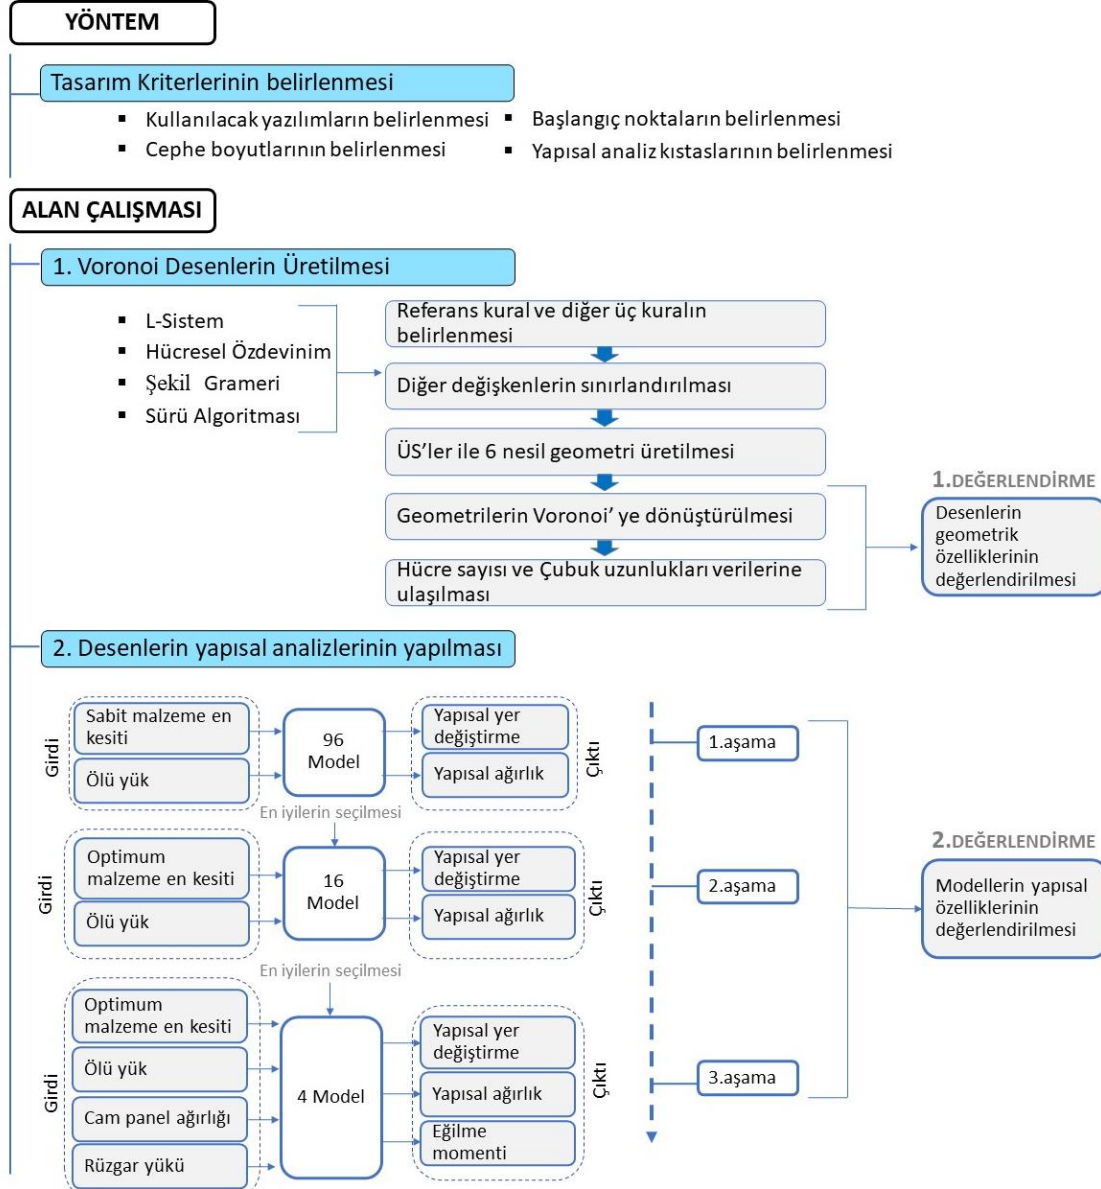 YÖNTEM
Tasarım Kriterlerinin belirlenmesi
▪ Kullanılacak yazılımların belirlenmesi
▪ Cephe boyutlarının belirlenmesi
▪ Başlangıç noktaların belirlenmesi
▪ Yapısal analiz kıstaslarının belirlenmesi
ALAN ÇALIŞMASI
1. Voronoi Desenlerin Üretilmesi
▪ L-Sistem
▪ Hücresel Özdevinim
▪ Şekil Grameri
▪ Sürü Algoritması
Referans kural ve diğer üç kuralın
belirlenmesi
Diğer değişkenlerin sınırlandırılması
ÜS’ler ile 6 nesil geometri üretilmesi
Geometrilerin Voronoi’ ye dönüştürülmesi
Hücre sayısı ve Çubuk uzunlukları verilerine
ulaşılması
1.DEĞERLENDİRME
Desenlerin
geometrik
özelliklerinin
değerlendirilmesi
2. Desenlerin yapısal analizlerinin yapılması
Girdi
Sabit malzeme en
kesiti
Ölü yük
96
Model
Yapısal yer
değiştirme
Yapısal ağırlık
Çıktı
1.aşama
En iyilerin seçilmesi
Girdi
Optimum
malzeme en kesiti
Ölü yük
16
Model
Yapısal yer
değiştirme
Yapısal ağırlık
Çıktı
2.aşama
En iyilerin seçilmesi
Girdi
Optimum
malzeme en kesiti
Ölü yük
Cam panel ağırlığı
Rüzgar yükü
4 Model
Yapısal yer
değiştirme
Yapısal ağırlık
Eğilme
momenti
Çıktı
3.aşama
2.DEĞERLENDİRME
Modellerin yapısal
özelliklerinin
değerlendirilmesi